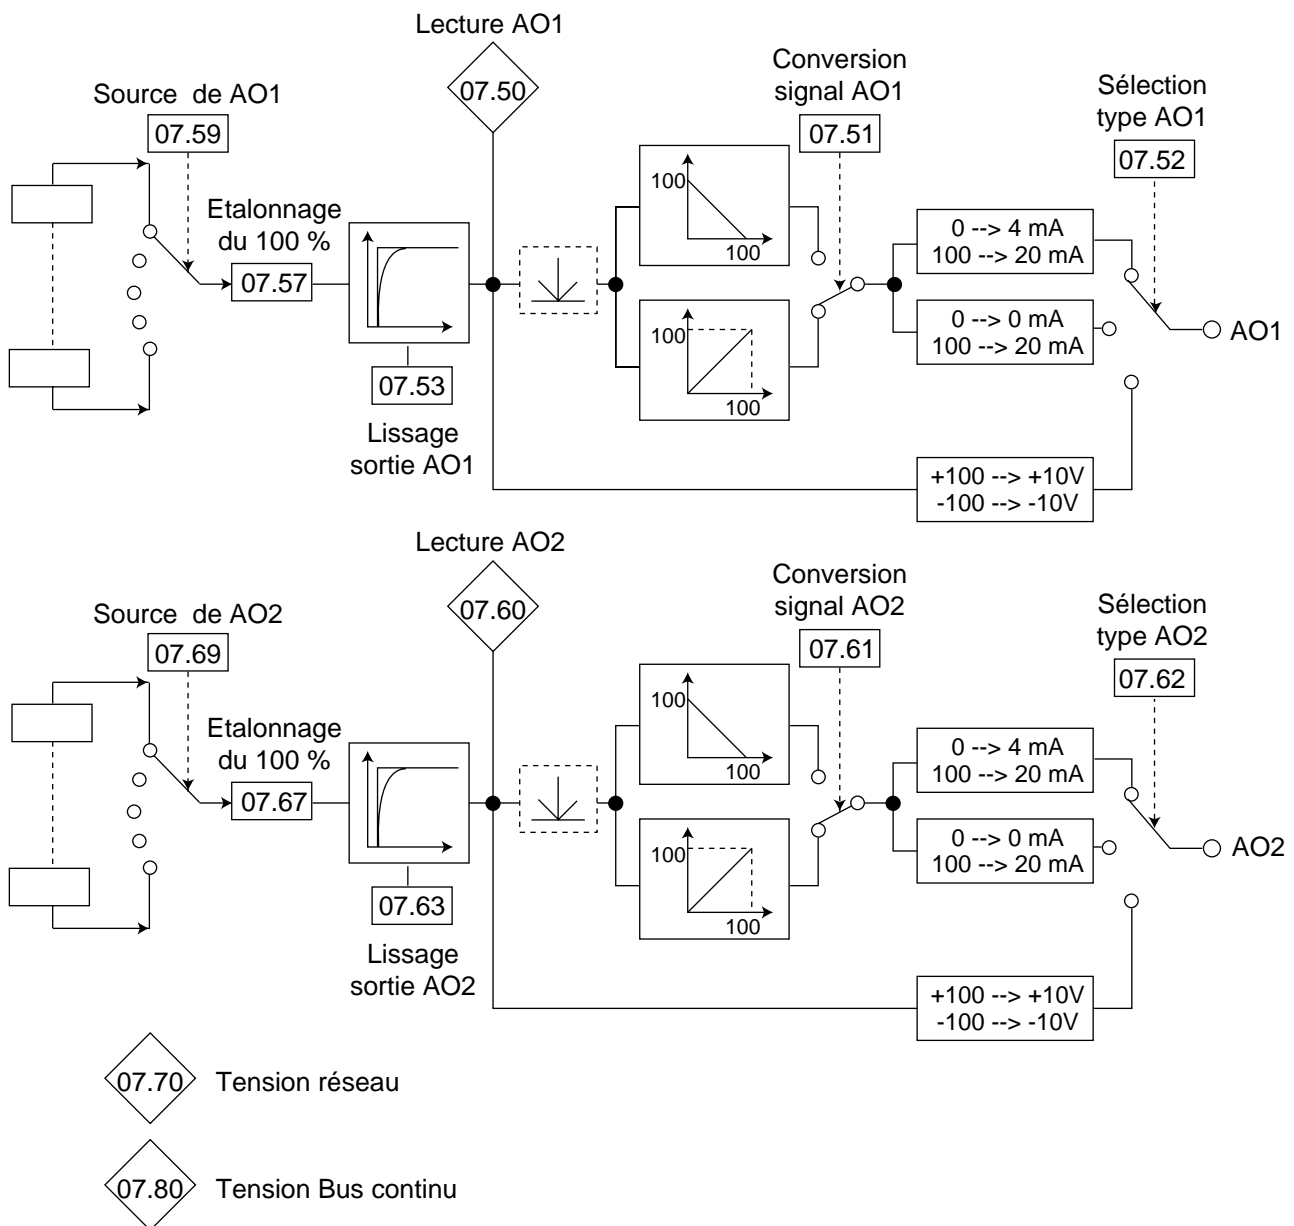 Lecture AO1
07.50
Source de AO1
07.59
Conversion
signal AO1
07.51
Sélection
type AO1
07.52
Etalonnage
du 100 %
07.57
07.53
Lissage
sortie AO1
100
100
100
100
0 --> 4 mA
100 --> 20 mA
0 --> 0 mA
100 --> 20 mA
AO1
+100 --> +10V
-100 --> -10V
Lecture AO2
07.60
Source de AO2
07.69
Conversion
signal AO2
07.61
Sélection
type AO2
07.62
Etalonnage
du 100 %
07.67
07.63
Lissage
sortie AO2
100
100
100
100
0 --> 4 mA
100 --> 20 mA
0 --> 0 mA
100 --> 20 mA
AO2
+100 --> +10V
-100 --> -10V
07.70 Tension réseau
07.80 Tension Bus continu